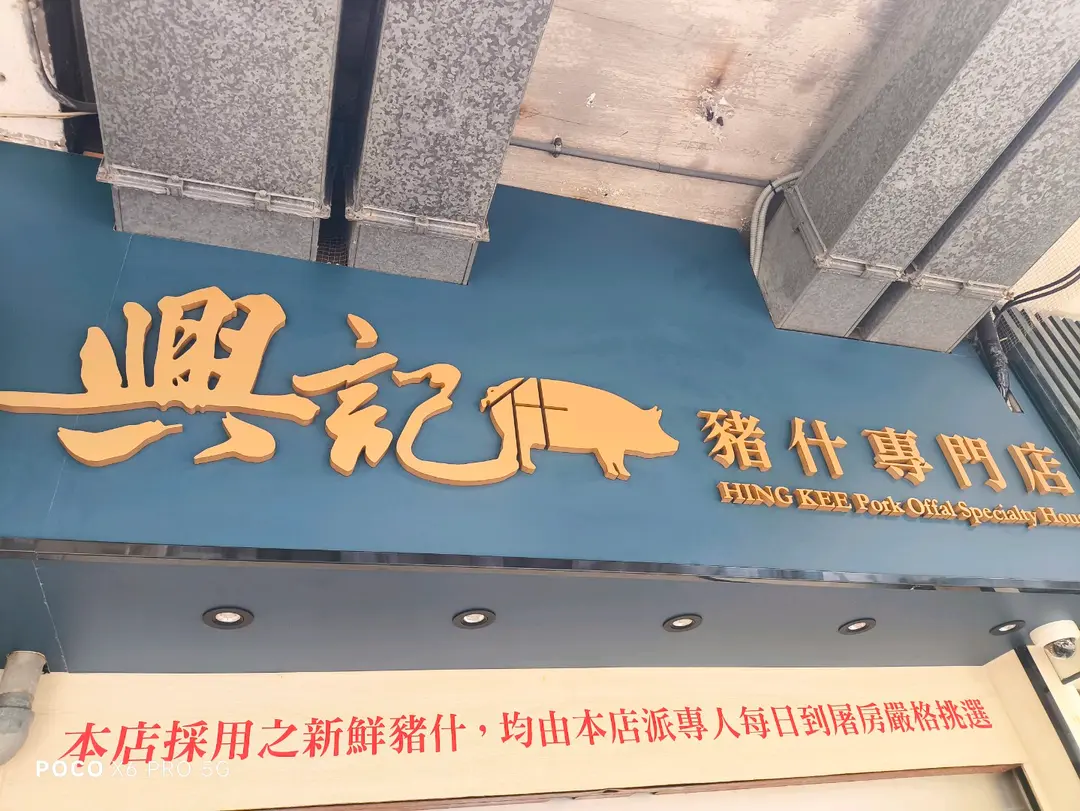 興記
什
豬什專門店
HING KEE Pork Offal Specialty Hous
本店採用之新鮮豬什，均由本店派專人每日到屠房嚴格挑選
POCO X6 PRO 5G